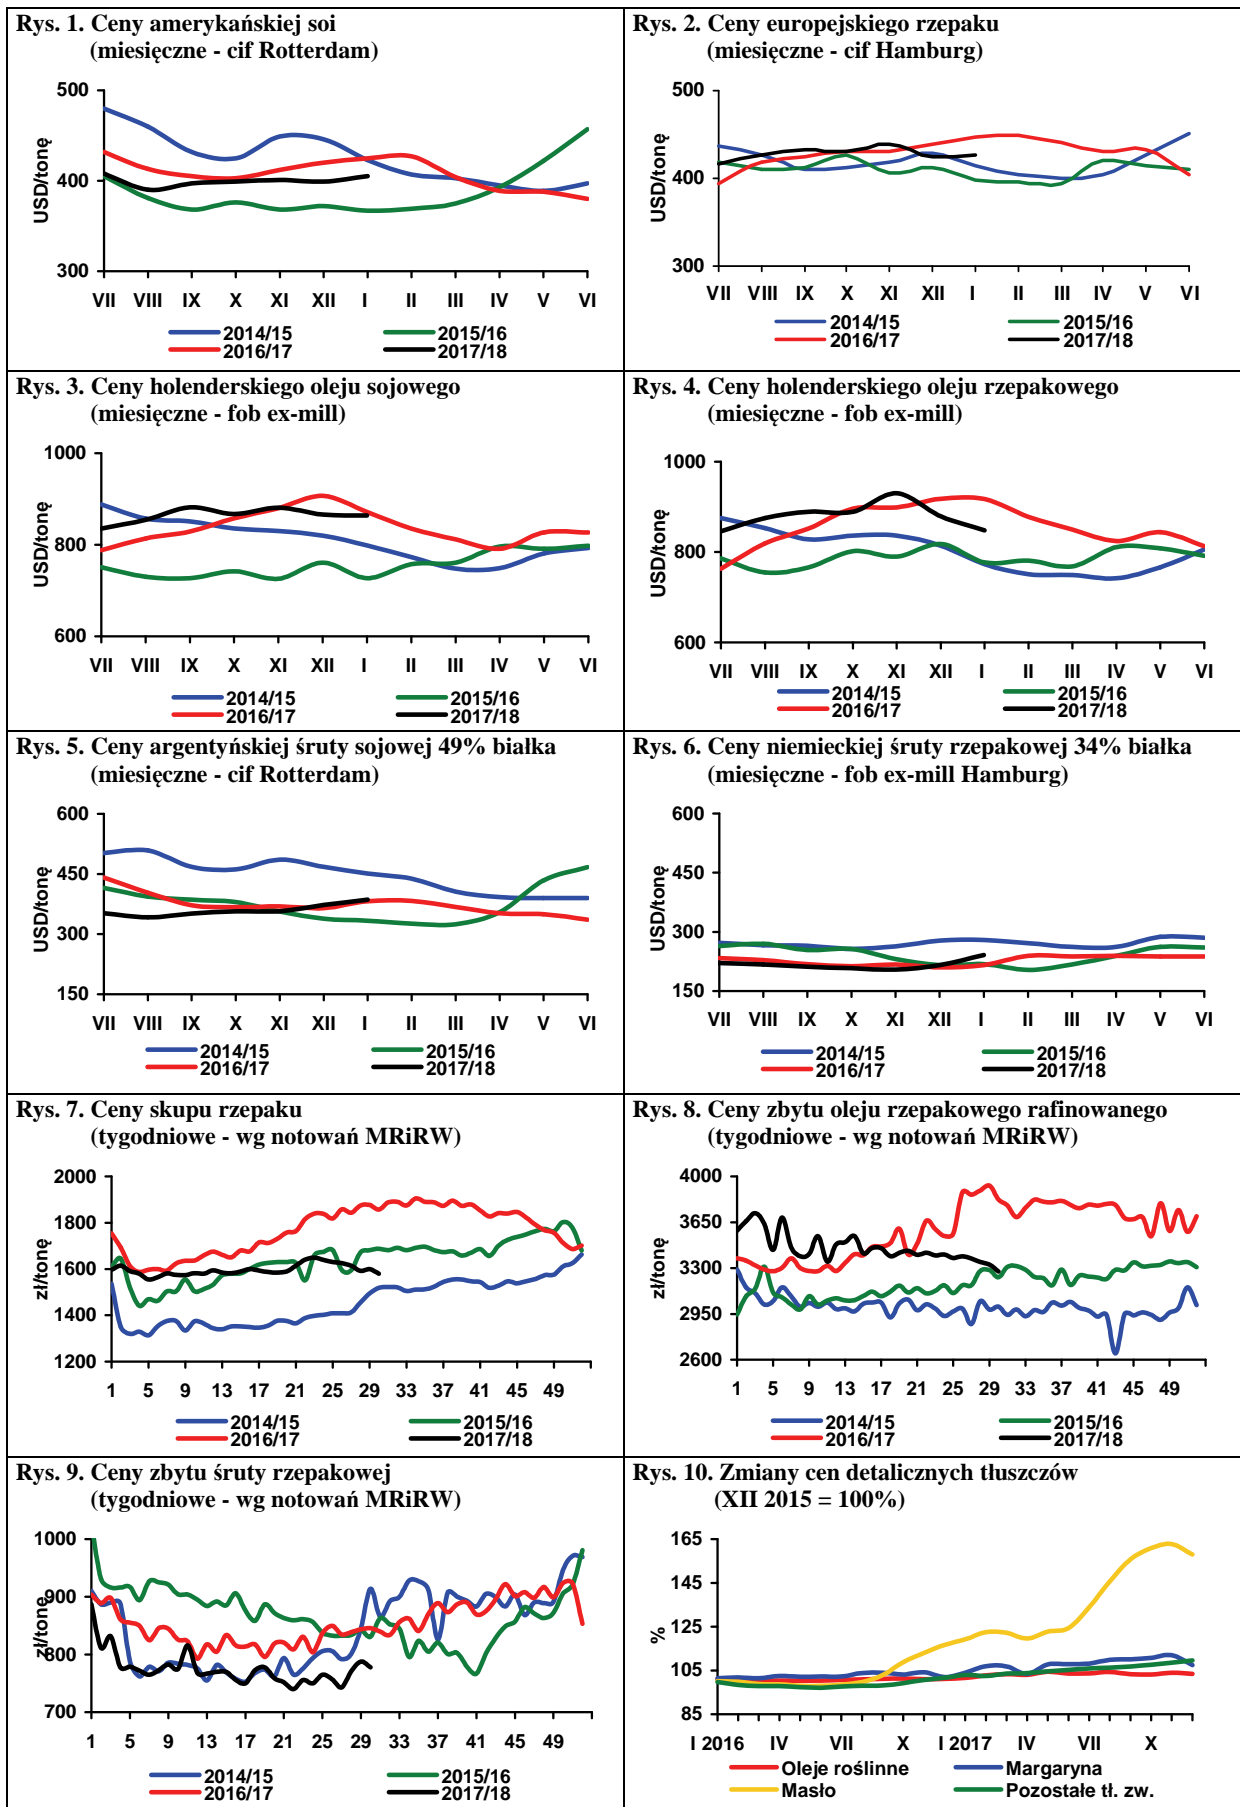 Rys. 1. Ceny amerykańskiej soi
(miesięczne - cif Rotterdam)
USD/tonę
500
400
300
VII VIII IX X XI XII I II III IV V VI
2014/15 2015/16
2016/17 2017/18
Rys. 2. Ceny europejskiego rzepaku
(miesięczne - cif Hamburg)
USD/tonę
500
400
300
VII VIII IX X XI XII I II III IV V VI
2014/15 2015/16
2016/17 2017/18
Rys. 3. Ceny holenderskiego oleju sojowego
(miesięczne - fob ex-mill)
USD/tonę
1000
800
600
VII VIII IX X XI XII I II III IV V VI
2014/15 2015/16
2016/17 2017/18
Rys. 4. Ceny holenderskiego oleju rzepakowego
(miesięczne - fob ex-mill)
USD/tonę
1000
800
600
VII VIII IX X XI XII I II III IV V VI
2014/15 2015/16
2016/17 2017/18
Rys. 5. Ceny argentyńskiej śruty sojowej 49% białka
(miesięczne - cif Rotterdam)
USD/tonę
600
450
300
150
VII VIII IX X XI XII I II III IV V VI
2014/15 2015/16
2016/17 2017/18
Rys. 6. Ceny niemieckiej śruty rzepakowej 34% białka
(miesięczne - fob ex-mill Hamburg)
USD/tonę
600
450
300
150
VII VIII IX X XI XII I II III IV V VI
2014/15 2015/16
2016/17 2017/18
Rys. 7. Ceny skupu rzepaku
(tygodniowe - wg notowań MRiRW)
zł/tonę
2000
1800
1600
1400
1200
1 5 9 13 17 21 25 29 33 37 41 45 49
2014/15 2015/16
2016/17 2017/18
Rys. 8. Ceny zbytu oleju rzepakowego rafinowanego
(tygodniowe - wg notowań MRiRW)
zł/tonę
4000
3650
3300
2950
2600
1 5 9 13 17 21 25 29 33 37 41 45 49
2014/15 2015/16
2016/17 2017/18
Rys. 9. Ceny zbytu śruty rzepakowej
(tygodniowe - wg notowań MRiRW)
zł/tonę
1000
900
800
700
1 5 9 13 17 21 25 29 33 37 41 45 49
2014/15 2015/16
2016/17 2017/18
Rys. 10. Zmiany cen detalicznych tłuszczów
(XII 2015 = 100%)
%
165
145
125
105
85
I 2016 IV VII X I 2017 IV VII X
Oleje roślinne Margaryna
Masło Pozostałe tł. zw.